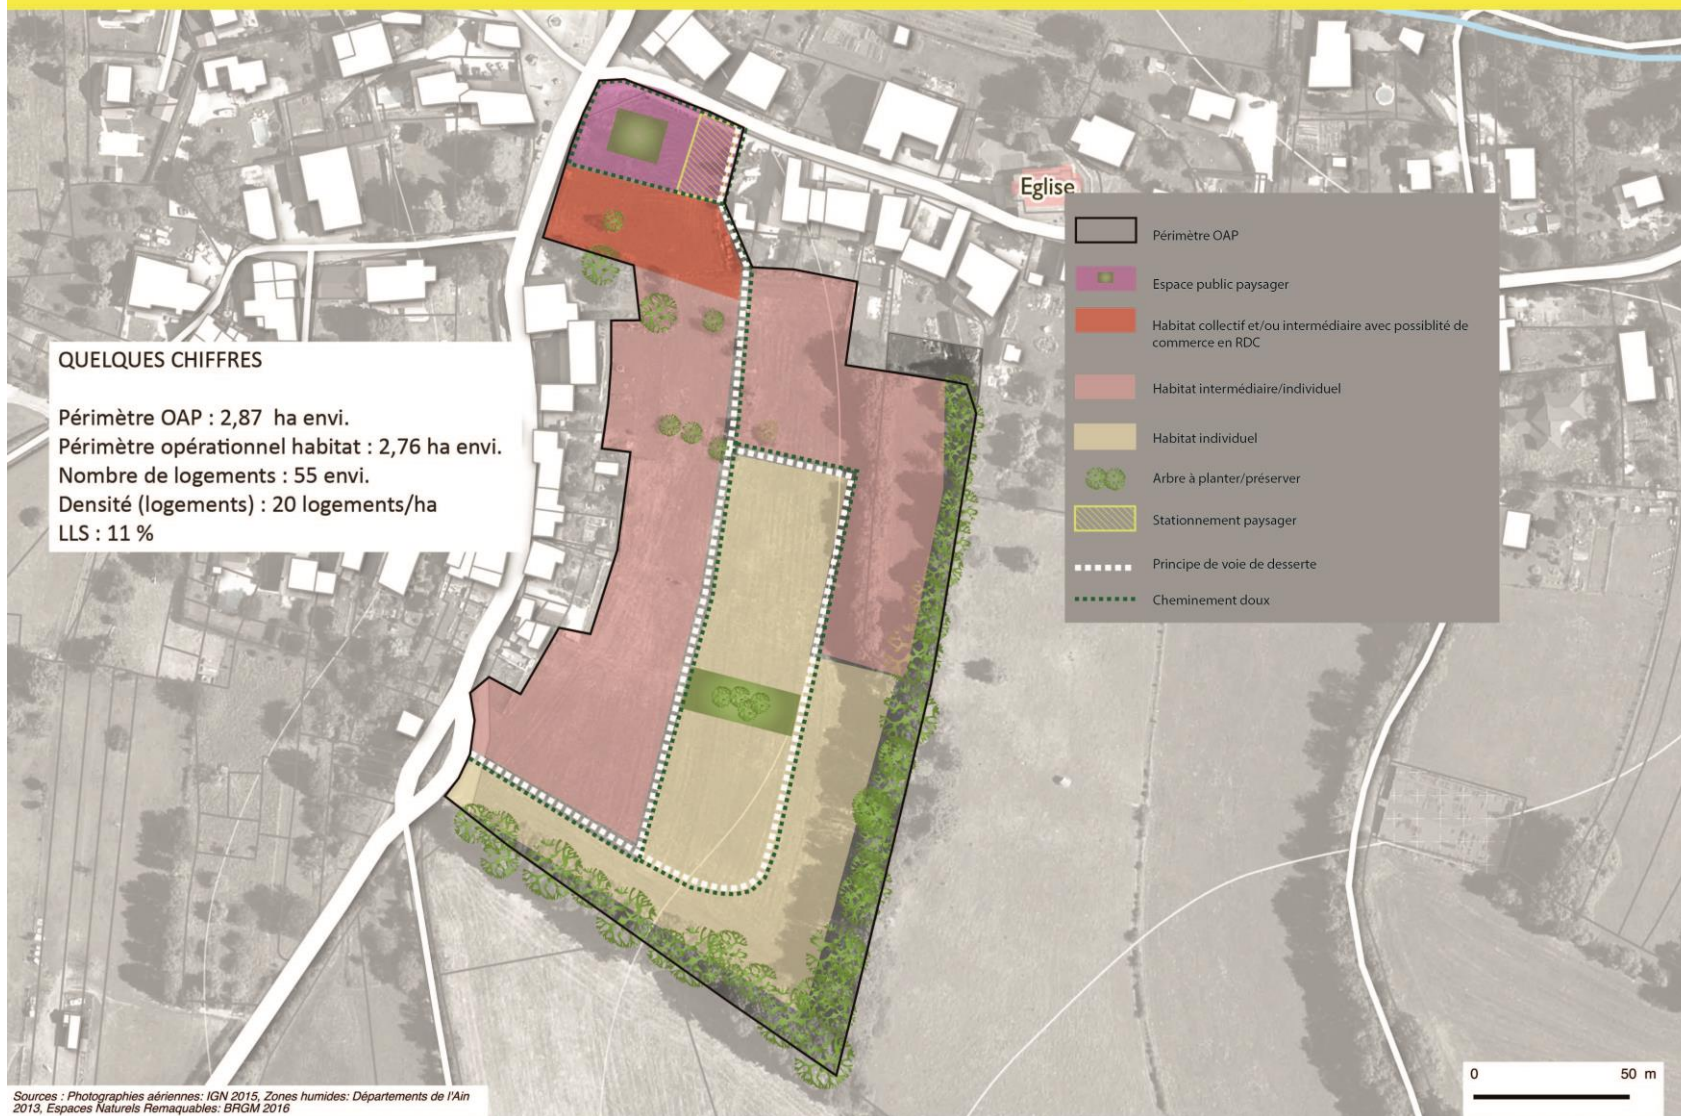 Eglise
Périmètre OAP
Espace public paysager
Habitat collectif et/ou intermédiaire avec possiblité de
commerce en RDC
Habitat intermédiaire/individuel
Habitat individuel
Arbre à planter/préserver
Stationnement paysager
Principe de voie de desserte
Cheminement doux
QUELQUES CHIFFRES
Périmètre OAP : 2,87 ha envi.
Périmètre opérationnel habitat : 2,76 ha envi.
Nombre de logements : 55 envi.
Densité (logements) : 20 logements/ha
LLS : 11 %
Sources : Photographies aériennes: IGN 2015, Zones humides: Départements de l'Ain
2013, Espaces Naturels Remaquables: BRGM 2016
0 50 m